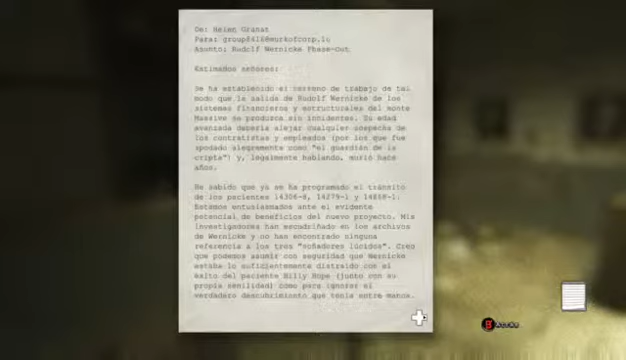 De: Helen Granat
Para: group8616@murkofcorp.lc
Asunto: Rudolf Wernicke Phase-Out
Estimados señores:
Se ha establecido el terreno de trabajo de tal
modo que la salida de Rudolf Wernicke de los
sistemas financieros y estructurales del monte
Massive se produzca sin incidentes. Su edad
avanzada debería alejar cualquier sospecha de
los contratistas y empleados (por los que fue
apodado alegremente como "el guardián de la
cripta") y, legalmente hablando, murió hace
años.
He sabido que ya se ha programado el tránsito
de los pacientes 14306-8, 14279-1 y 14868-1.
Estamos entusiasmados ante el evidente
potencial de beneficios del nuevo proyecto. Mis
investigadores han escudriñado en los archivos
de Wernicke y no han encontrado ninguna
referencia a los tres "soñadores lúcidos". Creo
que podemos asumir con seguridad que Wernicke
estaba lo suficientemente distraído con el
éxito del paciente Billy Hope (junto con su
propia senilidad) como para ignorar el
verdadero descubrimiento que tenía entre manos.